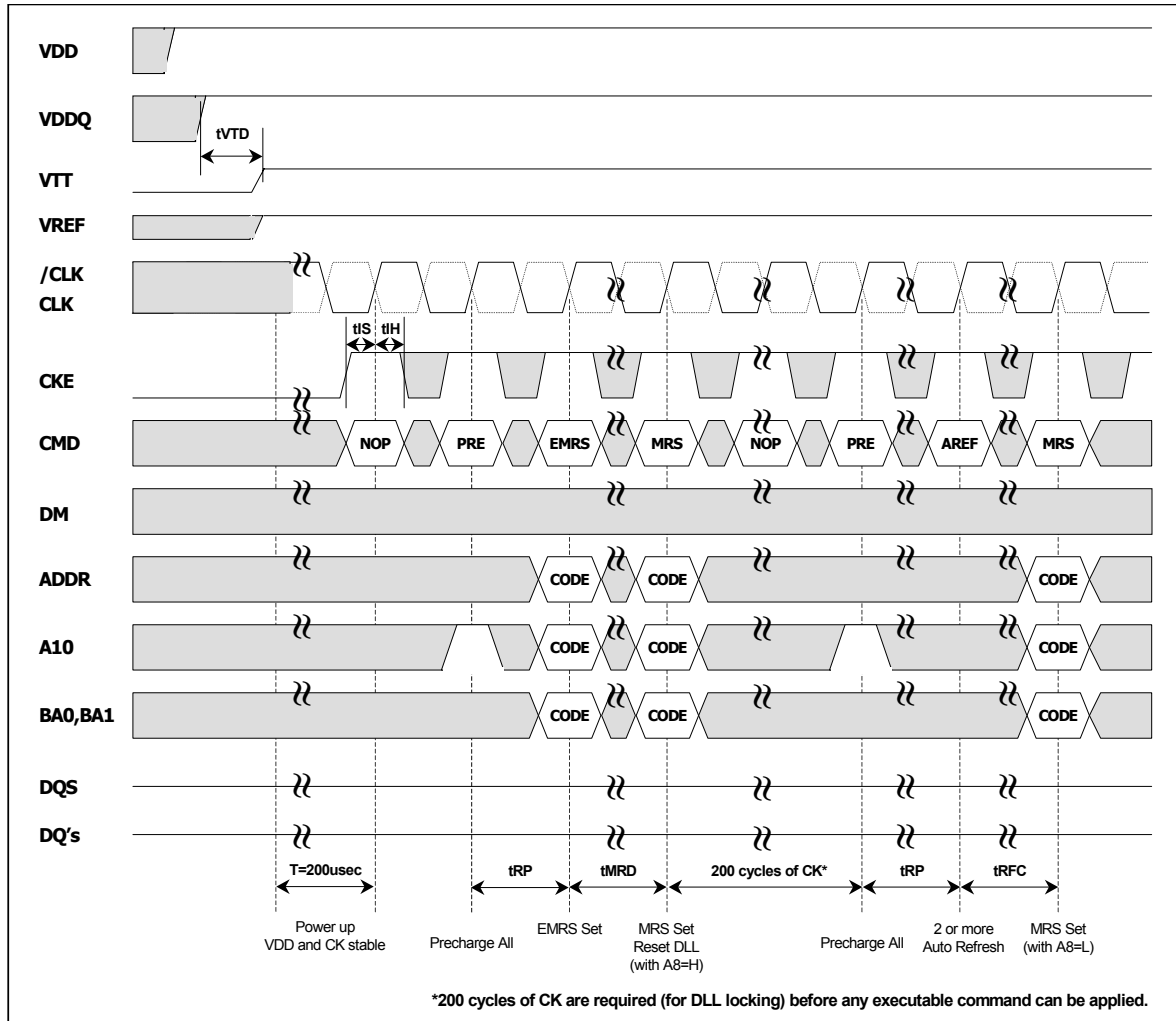 VDD
VDDQ
tVTD
VTT
VREF
/CLK
CLK
tIS tIH
CKE
CMD NOP PRE EMRS MRS NOP PRE AREF MRS
DM
ADDR CODE CODE CODE
A10 CODE CODE CODE
BA0,BA1 CODE CODE CODE
DQS
DQ's
T=200usec tRP tMRD 200 cycles of CK* tRP tRFC
Power up
VDD and CK stable
Precharge All
EMRS Set
MRS Set
Reset DLL
(with A8=H)
Precharge All
2 or more
Auto Refresh
MRS Set
(with A8=L)
*200 cycles of CK are required (for DLL locking) before any executable command can be applied.